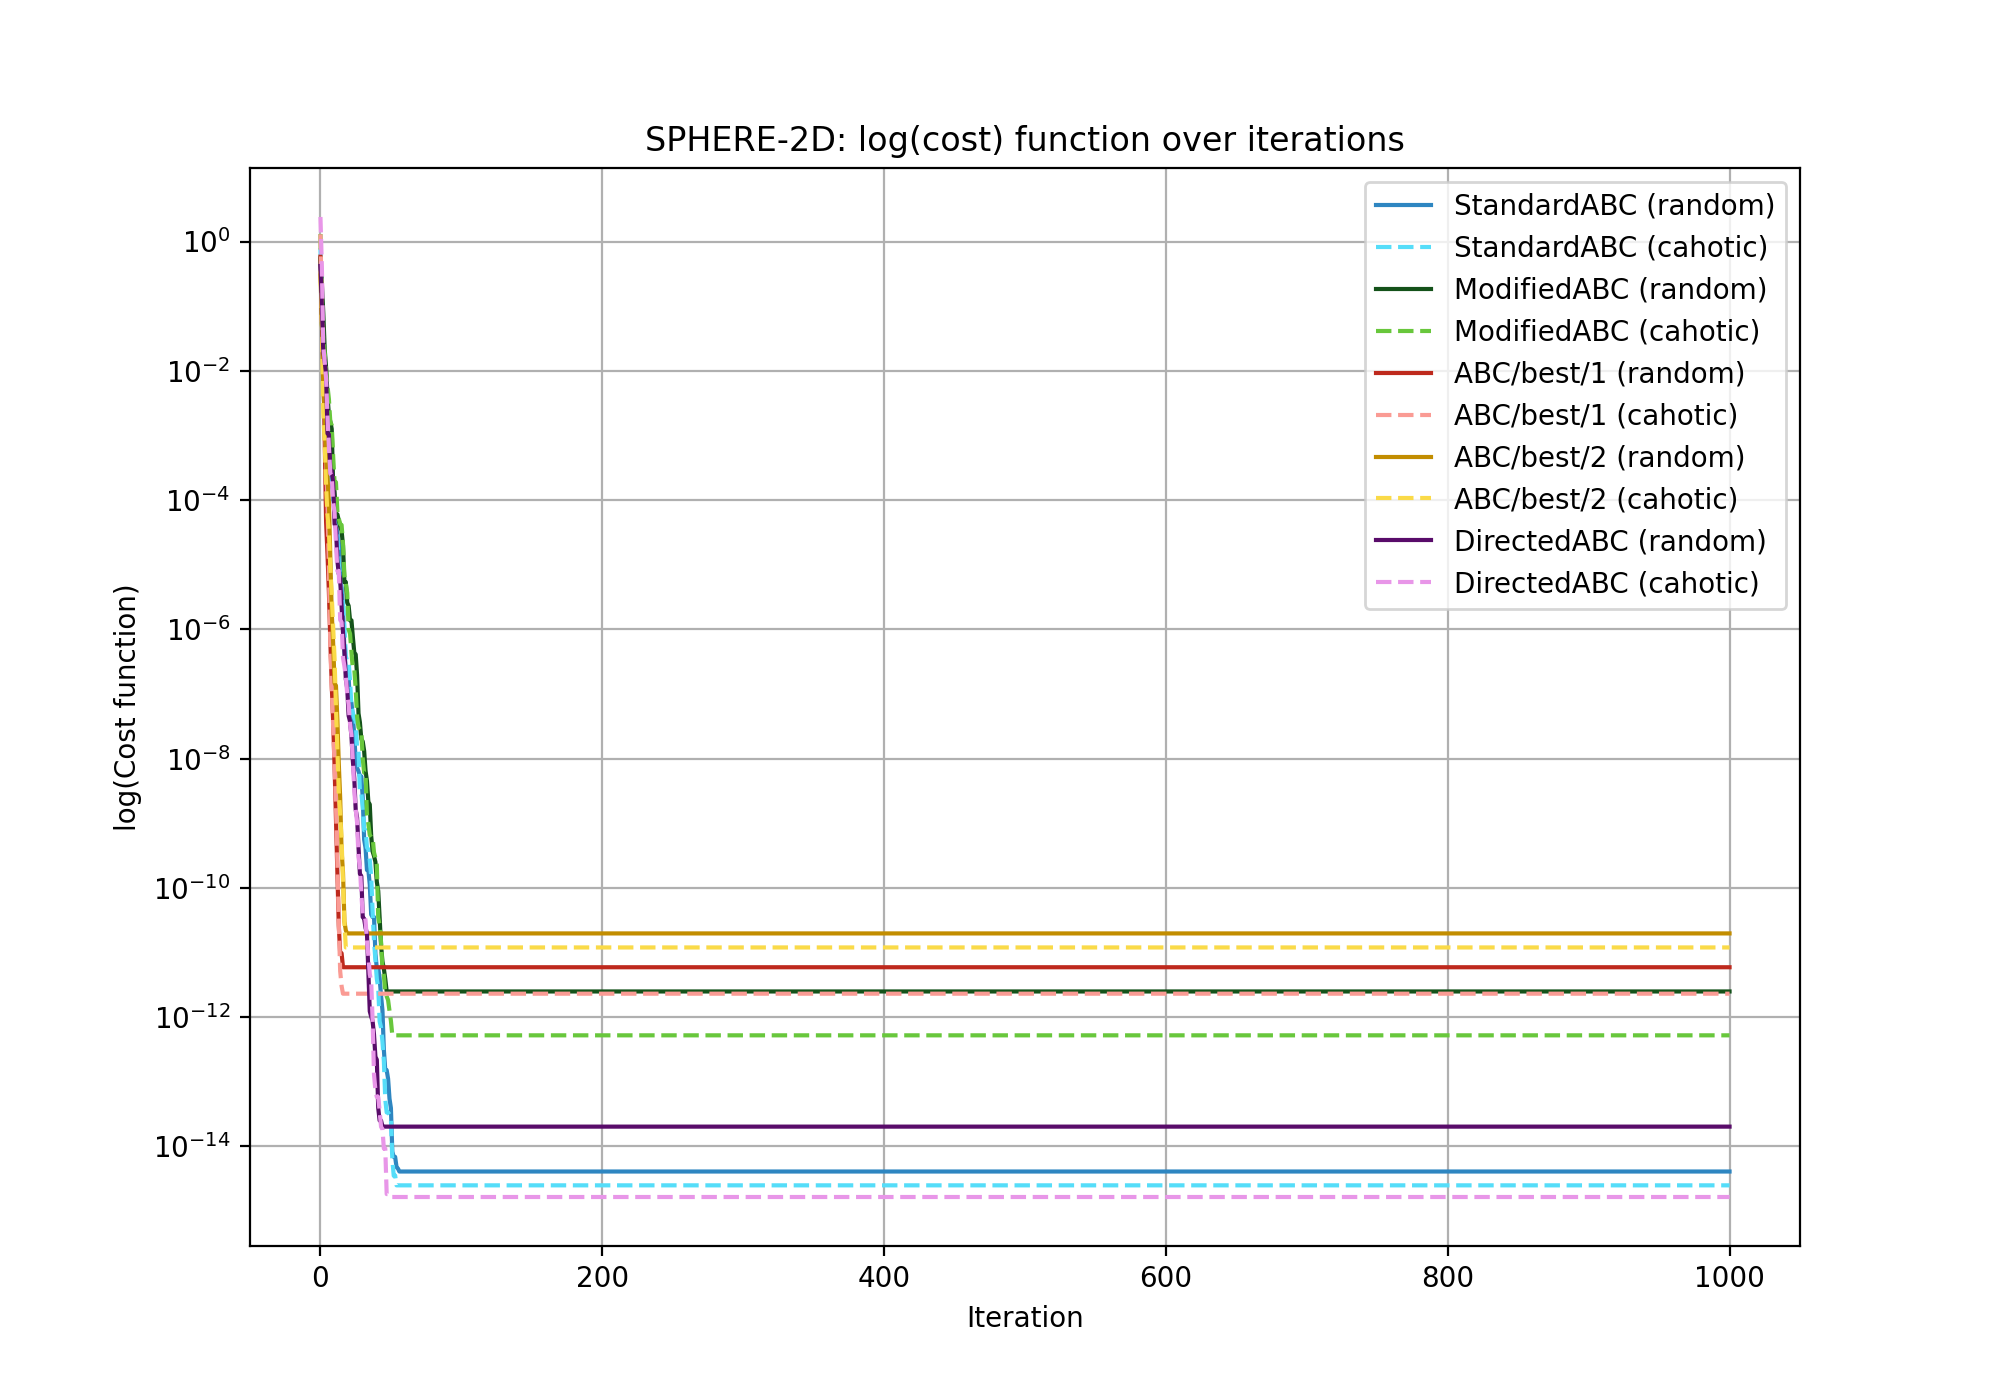 SPHERE-2D: log(cost) function over iterations
StandardABC (random)
StandardABC (cahotic)
ModifiedABC (random)
ModifiedABC (cahotic)
ABC/best/1 (random)
ABC/best/1 (cahotic)
ABC/best/2 (random)
ABC/best/2 (cahotic)
DirectedABC (random)
DirectedABC (cahotic)
log(Cost function)
10⁰
10⁻²
10⁻⁴
10⁻⁶
10⁻⁸
10⁻¹⁰
10⁻¹²
10⁻¹⁴
0 200 400 600 800 1000
Iteration